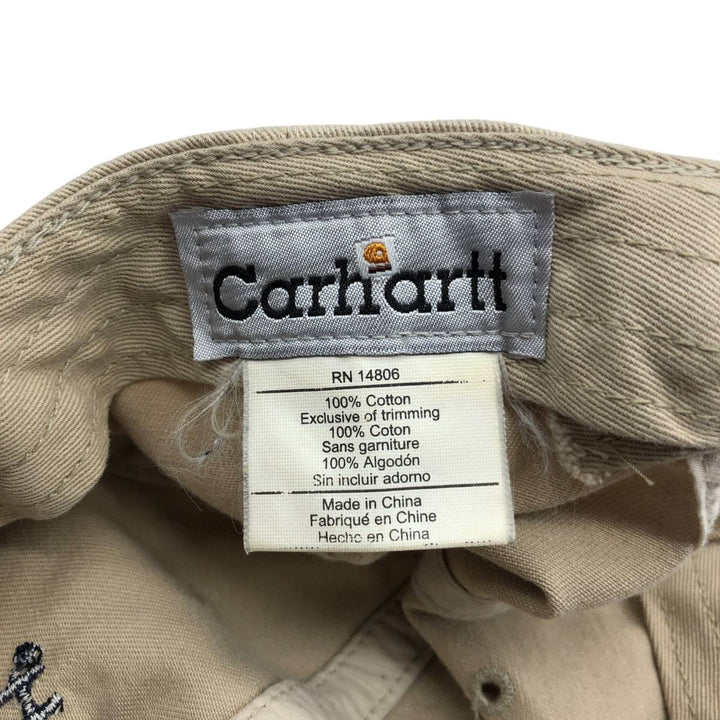 Carhartt
RN 14806
100% Cotton
Exclusive of trimming
100% Coton
Sans garniture
100% Algodón
Sin incluir adorno
Made in China
Fabriqué en Chine
Hecho en China